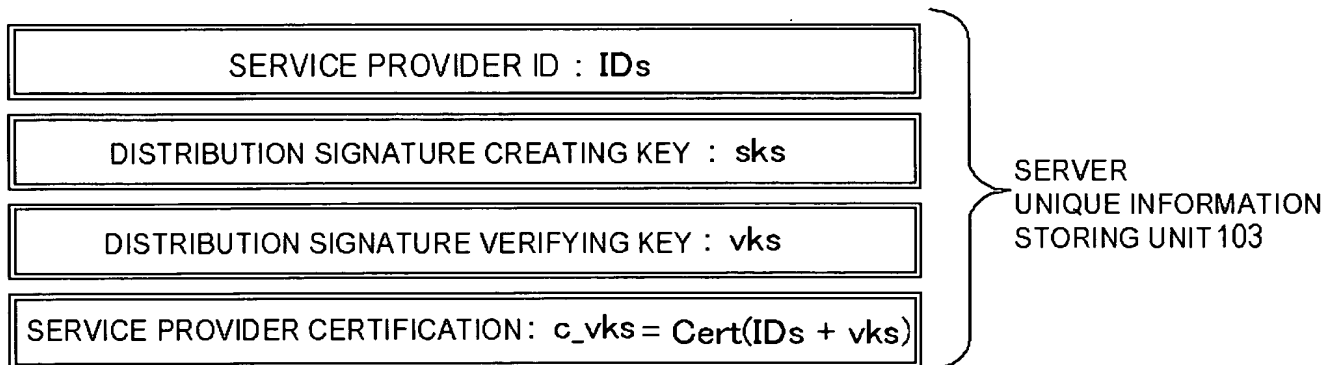 SERVICE PROVIDER ID : IDs
DISTRIBUTION SIGNATURE CREATING KEY : sks
DISTRIBUTION SIGNATURE VERIFYING KEY : vks
SERVICE PROVIDER CERTIFICATION: c_vks = Cert(IDs + vks)
SERVER
UNIQUE INFORMATION
STORING UNIT 103